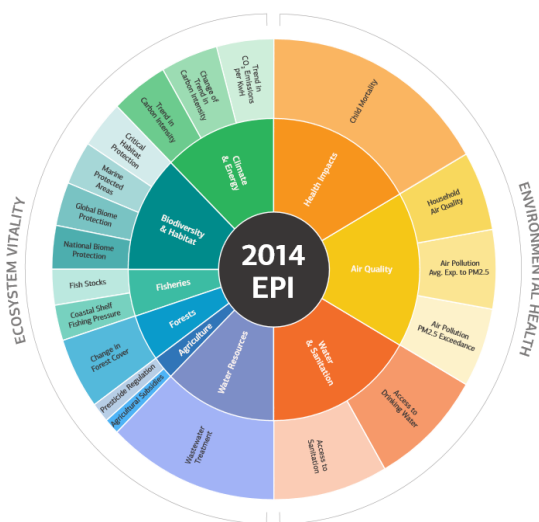 2014
EPI
ENVIRONMENTAL HEALTH
Health Impacts
Child Mortality
Air Quality
Household
Air Quality
Air Pollution
Avg. Exp. to PM2.5
Air Pollution
PM2.5 Exceedance
Water
& Sanitation
Access to
Drinking Water
Access to
Sanitation
ECOSYSTEM VITALITY
Water Resources
Wastewater
Treatment
Agriculture
Agricultural Subsidies
Presticide Regulation
Forests
Change in
Forest Cover
Fisheries
Coastal Shelf
Fishing Pressure
Fish Stocks
Biodiversity
& Habitat
National Biome
Protection
Global Biome
Protection
Marine
Protected
Areas
Critical
Habitat
Protection
Climate
& Energy
Trend in
Carbon Intensity
Change of
Trend in
Carbon Intensity
Trend in
CO₂ Emissions
per KWH